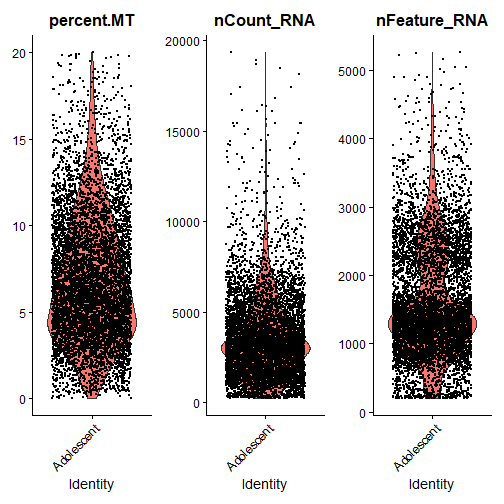 percent.MT
nCount_RNA
nFeature_RNA
20
15
10
5
0
20000
15000
10000
5000
0
5000
4000
3000
2000
1000
0
Adolescent
Adolescent
Adolescent
Identity
Identity
Identity